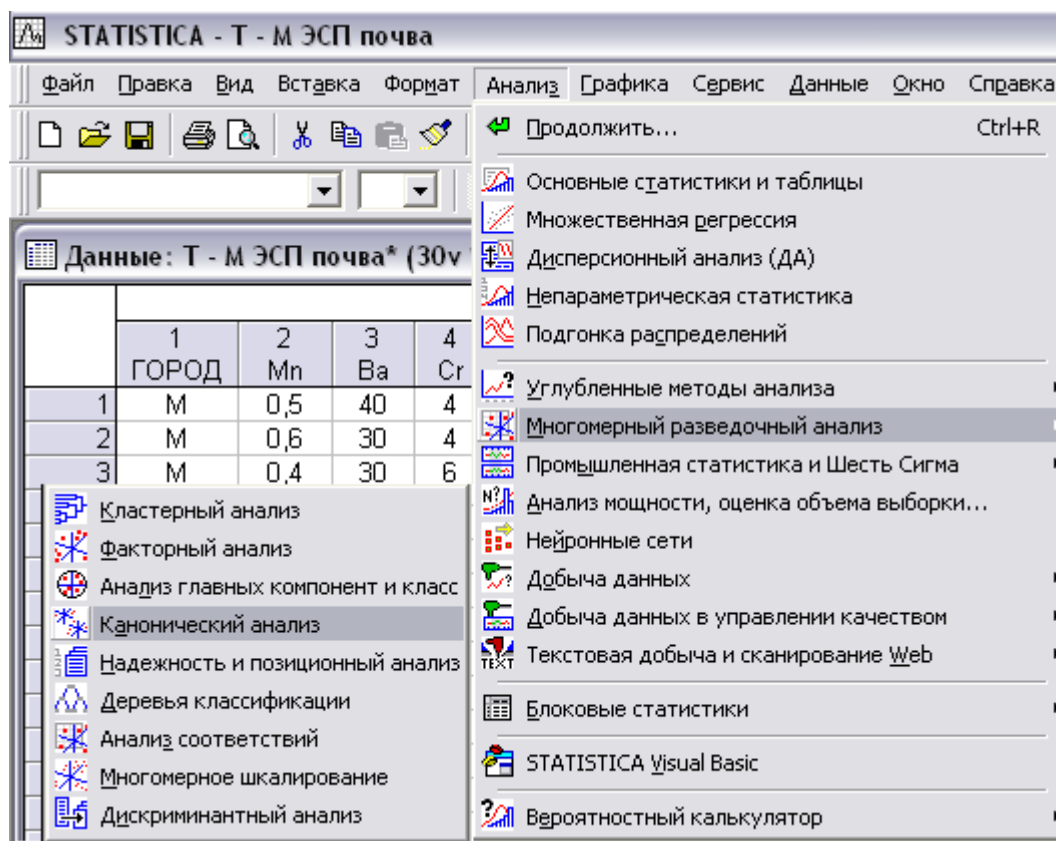 STATISTICA - Т - М ЭСП почва
Файл Правка Вид Вставка Формат Анализ Графика Сервис Данные Окно Справка
Продолжить... Ctrl+R
Основные статистики и таблицы
Множественная регрессия
Дисперсионный анализ (ДА)
Непараметрическая статистика
Подгонка распределений
Углубленные методы анализа
Многомерный разведочный анализ
Промышленная статистика и Шесть Сигма
Анализ мощности, оценка объема выборки...
Нейронные сети
Добыча данных
Добыча данных в управлении качеством
TEXT Текстовая добыча и сканирование Web
Блоковые статистики
STATISTICA Visual Basic
Вероятностный калькулятор
Данные: Т - М ЭСП почва* (30v
1 2 3 4
ГОРОД Mn Ba Cr
1 М 0,5 40 4
2 М 0,6 30 4
3 М 0,4 30 6
Кластерный анализ
Факторный анализ
Анализ главных компонент и класс
Канонический анализ
Надежность и позиционный анализ
Деревья классификации
Анализ соответствий
Многомерное шкалирование
Дискриминантный анализ